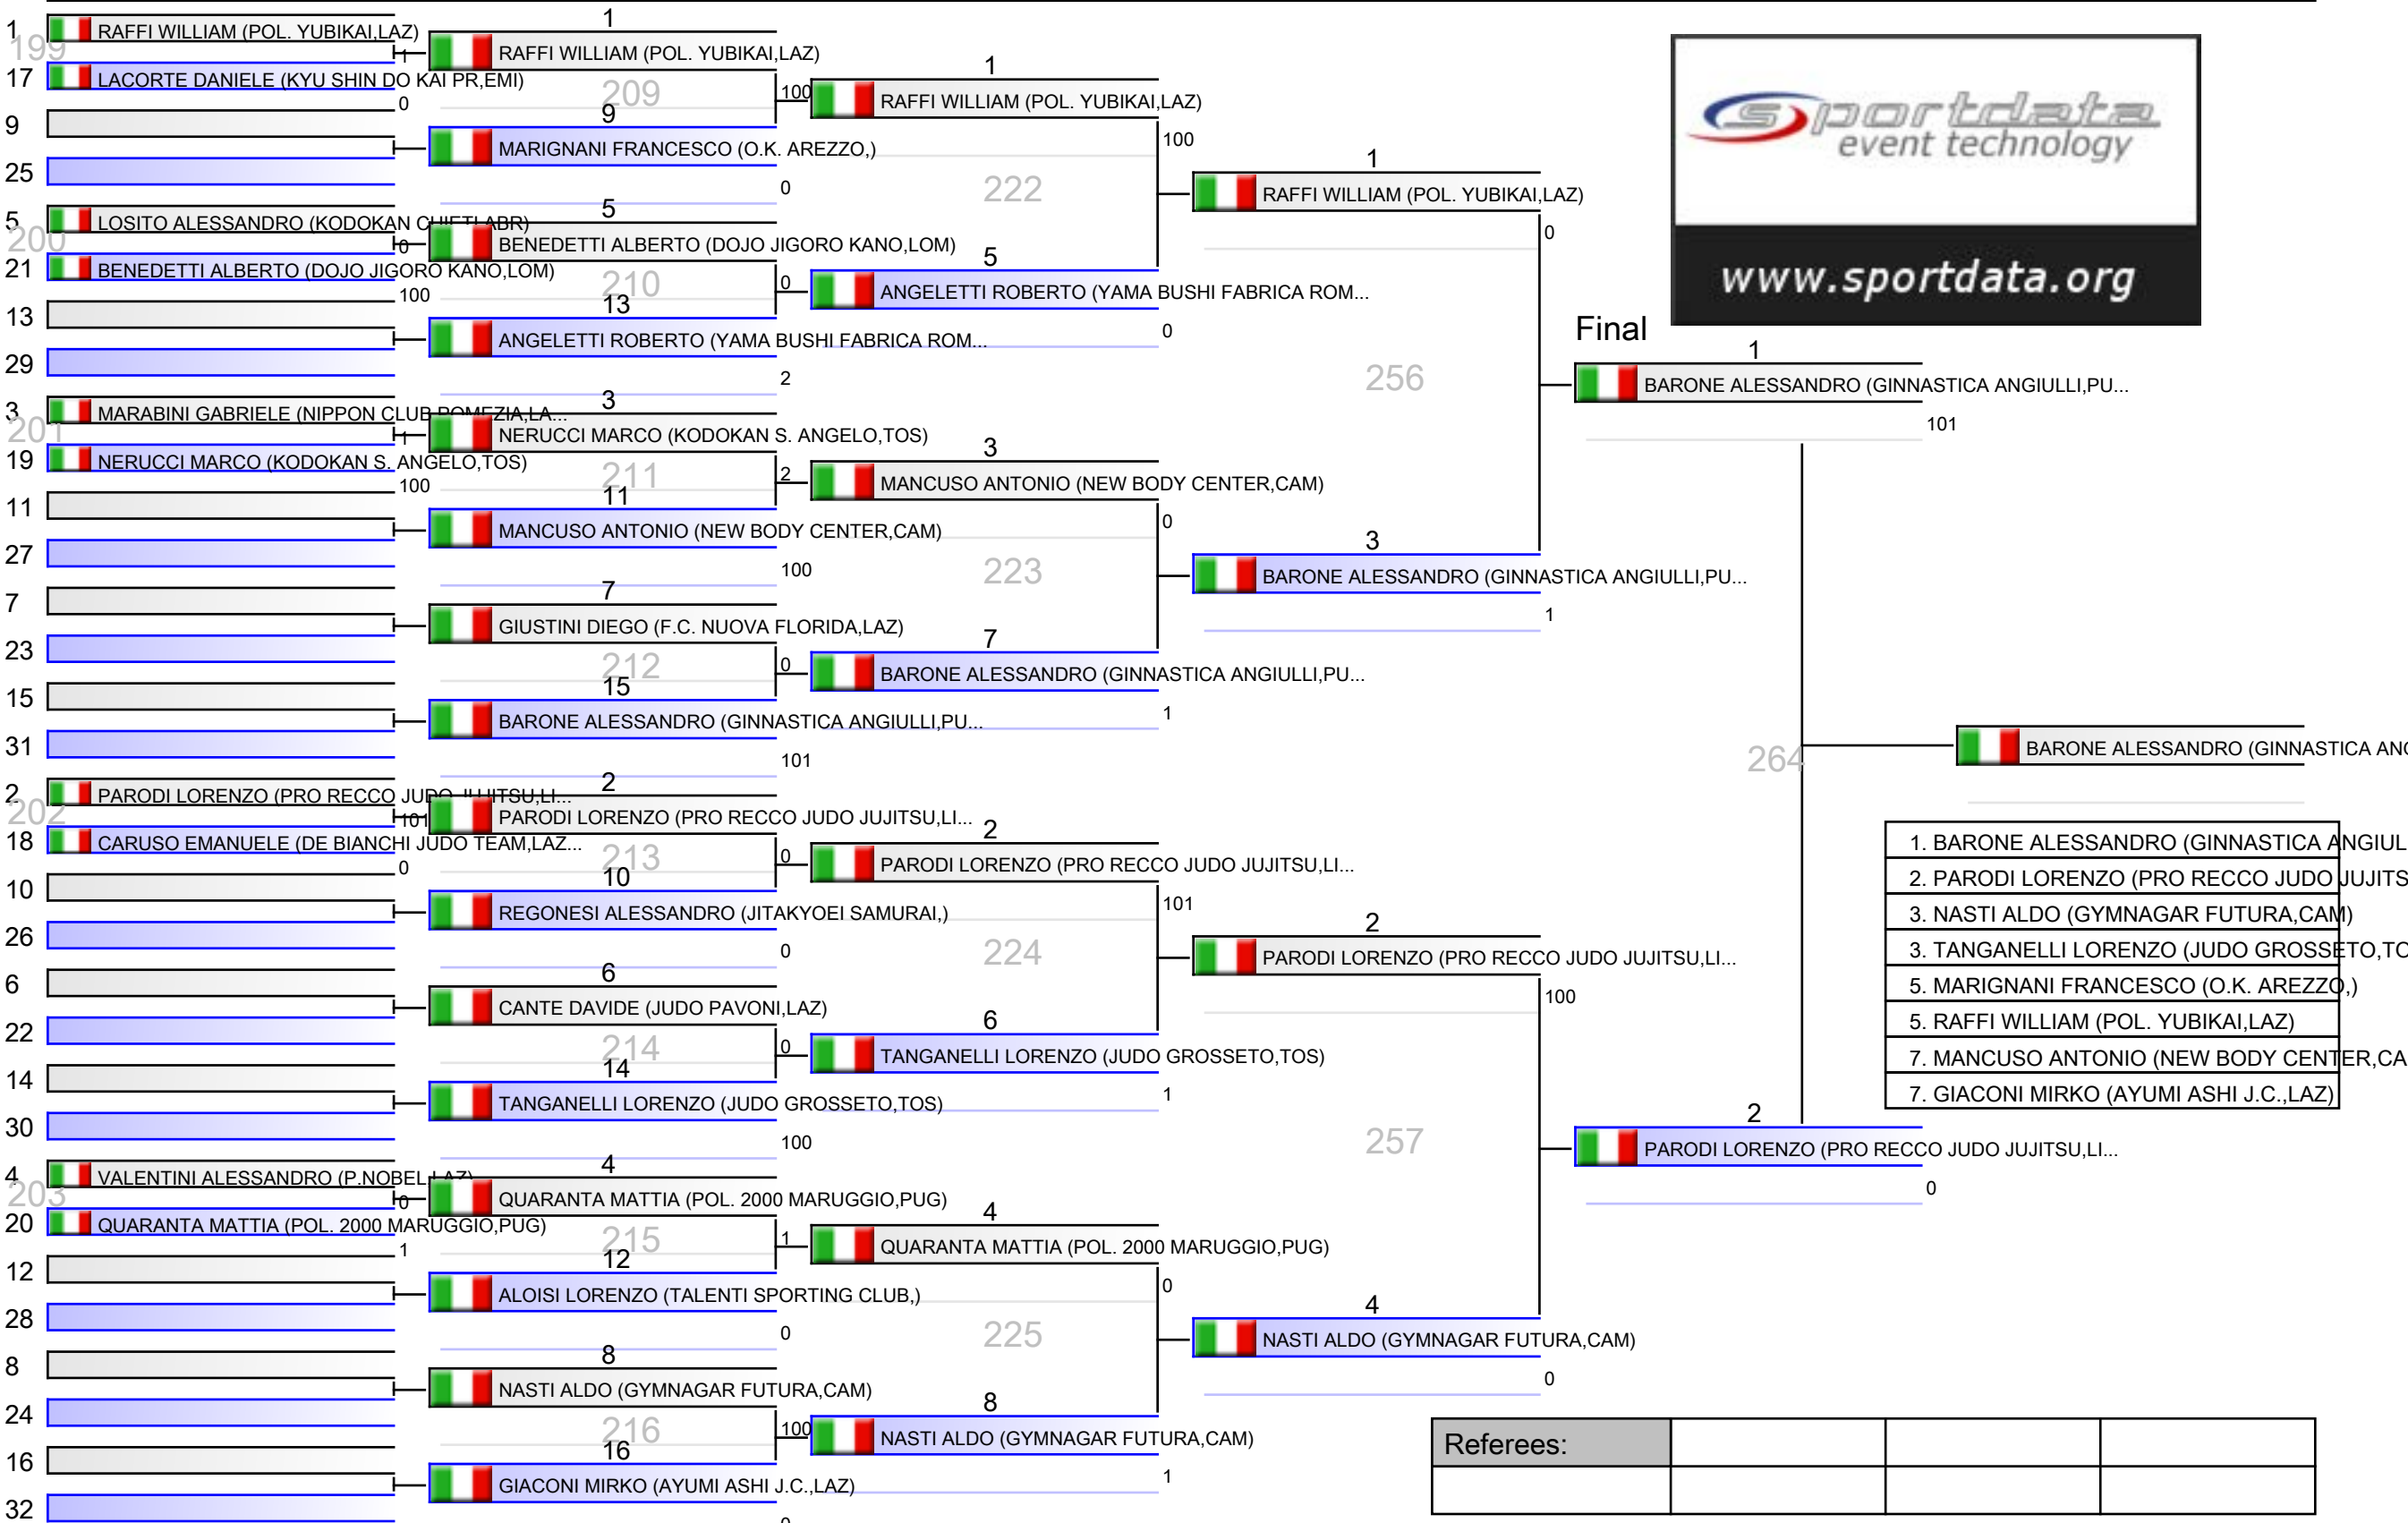 1 RAFFI WILLIAM (POL. YUBIKAI,LAZ)
199
1
17 LACORTE DANIELE (KYU SHIN DO KAI PR,EMI)
0
9
25
5 LOSITO ALESSANDRO (KODOKAN CHIETI,ABR)
200
0
21 BENEDETTI ALBERTO (DOJO JIGORO KANO,LOM)
100
13
29
3 MARABINI GABRIELE (NIPPON CLUB POMEZIA,LA...
201
1
19 NERUCCI MARCO (KODOKAN S. ANGELO,TOS)
100
11
27
7
23
15
31
2 PARODI LORENZO (PRO RECCO JUDO JUJITSU,LI...
202
101
18 CARUSO EMANUELE (DE BIANCHI JUDO TEAM,LAZ...
0
10
26
6
22
14
30
4 VALENTINI ALESSANDRO (P.NOBEL,LAZ)
203
0
20 QUARANTA MATTIA (POL. 2000 MARUGGIO,PUG)
1
12
28
8
24
16
32
1
RAFFI WILLIAM (POL. YUBIKAI,LAZ)
209
100
9
MARIGNANI FRANCESCO (O.K. AREZZO,)
0
5
BENEDETTI ALBERTO (DOJO JIGORO KANO,LOM)
210
0
13
ANGELETTI ROBERTO (YAMA BUSHI FABRICA ROM...
2
3
NERUCCI MARCO (KODOKAN S. ANGELO,TOS)
211
2
11
MANCUSO ANTONIO (NEW BODY CENTER,CAM)
100
7
GIUSTINI DIEGO (F.C. NUOVA FLORIDA,LAZ)
212
0
15
BARONE ALESSANDRO (GINNASTICA ANGIULLI,PU...
101
2
PARODI LORENZO (PRO RECCO JUDO JUJITSU,LI...
213
0
10
REGONESI ALESSANDRO (JITAKYOEI SAMURAI,)
0
6
CANTE DAVIDE (JUDO PAVONI,LAZ)
214
0
14
TANGANELLI LORENZO (JUDO GROSSETO,TOS)
100
4
QUARANTA MATTIA (POL. 2000 MARUGGIO,PUG)
215
1
12
ALOISI LORENZO (TALENTI SPORTING CLUB,)
0
8
NASTI ALDO (GYMNAGAR FUTURA,CAM)
216
100
16
GIACONI MIRKO (AYUMI ASHI J.C.,LAZ)
0
1
RAFFI WILLIAM (POL. YUBIKAI,LAZ)
100
222
5
ANGELETTI ROBERTO (YAMA BUSHI FABRICA ROM...
0
3
MANCUSO ANTONIO (NEW BODY CENTER,CAM)
0
223
7
BARONE ALESSANDRO (GINNASTICA ANGIULLI,PU...
1
2
PARODI LORENZO (PRO RECCO JUDO JUJITSU,LI...
101
224
6
TANGANELLI LORENZO (JUDO GROSSETO,TOS)
1
4
QUARANTA MATTIA (POL. 2000 MARUGGIO,PUG)
0
225
8
NASTI ALDO (GYMNAGAR FUTURA,CAM)
1
1
RAFFI WILLIAM (POL. YUBIKAI,LAZ)
0
256
3
BARONE ALESSANDRO (GINNASTICA ANGIULLI,PU...
1
2
PARODI LORENZO (PRO RECCO JUDO JUJITSU,LI...
100
257
4
NASTI ALDO (GYMNAGAR FUTURA,CAM)
0
sportdata
event technology
www.sportdata.org
Final
1
BARONE ALESSANDRO (GINNASTICA ANGIULLI,PU...
101
264
2
PARODI LORENZO (PRO RECCO JUDO JUJITSU,LI...
0
BARONE ALESSANDRO (GINNASTICA ANG
1. BARONE ALESSANDRO (GINNASTICA ANGIUL
2. PARODI LORENZO (PRO RECCO JUDO JUJITS
3. NASTI ALDO (GYMNAGAR FUTURA,CAM)
3. TANGANELLI LORENZO (JUDO GROSSETO,TO
5. MARIGNANI FRANCESCO (O.K. AREZZO,)
5. RAFFI WILLIAM (POL. YUBIKAI,LAZ)
7. MANCUSO ANTONIO (NEW BODY CENTER,CA
7. GIACONI MIRKO (AYUMI ASHI J.C.,LAZ)
Referees: